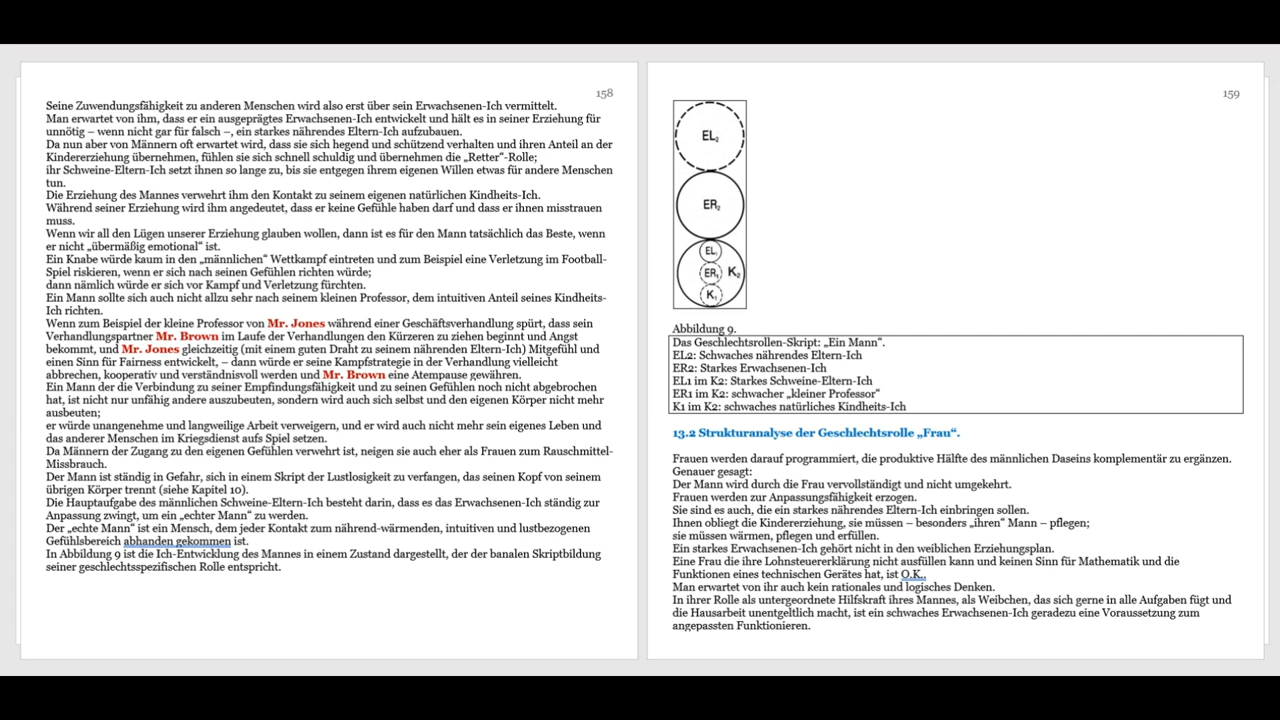 158
Seine Zuwendungsfähigkeit zu anderen Menschen wird also erst über sein Erwachsenen-Ich vermittelt.
Man erwartet von ihm, dass er ein ausgeprägtes Erwachsenen-Ich entwickelt und hält es in seiner Erziehung für
unnötig – wenn nicht gar für falsch –, ein starkes nährendes Eltern-Ich aufzubauen.
Da nun aber von Männern oft erwartet wird, dass sie sich hegend und schützend verhalten und ihren Anteil an der
Kindererziehung übernehmen, fühlen sie sich schnell schuldig und übernehmen die „Retter“-Rolle;
ihr Schweine-Eltern-Ich setzt ihnen so lange zu, bis sie entgegen ihrem eigenen Willen etwas für andere Menschen
tun.
Die Erziehung des Mannes verwehrt ihm den Kontakt zu seinem eigenen natürlichen Kindheits-Ich.
Während seiner Erziehung wird ihm angedeutet, dass er keine Gefühle haben darf und dass er ihnen misstrauen
muss.
Wenn wir all den Lügen unserer Erziehung glauben wollen, dann ist es für den Mann tatsächlich das Beste, wenn
er nicht „übermäßig emotional“ ist.
Ein Knabe würde kaum in den „männlichen“ Wettkampf eintreten und zum Beispiel eine Verletzung im Football-
Spiel riskieren, wenn er sich nach seinen Gefühlen richten würde;
dann nämlich würde er sich vor Kampf und Verletzung fürchten.
Ein Mann sollte sich auch nicht allzu sehr nach seinem kleinen Professor, dem intuitiven Anteil seines Kindheits-
Ich richten.
Wenn zum Beispiel der kleine Professor von Mr. Jones während einer Geschäftsverhandlung spürt, dass sein
Verhandlungspartner Mr. Brown im Laufe der Verhandlungen den Kürzeren zu ziehen beginnt und Angst
bekommt, und Mr. Jones gleichzeitig (mit einem guten Draht zu seinem nährenden Eltern-Ich) Mitgefühl und
einen Sinn für Fairness entwickelt, – dann würde er seine Kampfstrategie in der Verhandlung vielleicht
abbrechen, kooperativ und verständnisvoll werden und Mr. Brown eine Atempause gewähren.
Ein Mann der die Verbindung zu seiner Empfindungsfähigkeit und zu seinen Gefühlen noch nicht abgebrochen
hat, ist nicht nur unfähig andere auszubeuten, sondern wird auch sich selbst und den eigenen Körper nicht mehr
ausbeuten;
er würde unangenehme und langweilige Arbeit verweigern, und er wird auch nicht mehr sein eigenes Leben und
das anderer Menschen im Kriegsdienst aufs Spiel setzen.
Da Männern der Zugang zu den eigenen Gefühlen verwehrt ist, neigen sie auch eher als Frauen zum Rauschmittel-
Missbrauch.
Der Mann ist ständig in Gefahr, sich in einem Skript der Lustlosigkeit zu verfangen, das seinen Kopf von seinem
übrigen Körper trennt (siehe Kapitel 10).
Die Hauptaufgabe des männlichen Schweine-Eltern-Ich besteht darin, dass es das Erwachsenen-Ich ständig zur
Anpassung zwingt, um ein „echter Mann“ zu werden.
Der „echte Mann“ ist ein Mensch, dem jeder Kontakt zum nährend-wärmenden, intuitiven und lustbezogenen
Gefühlsbereich abhanden gekommen ist.
In Abbildung 9 ist die Ich-Entwicklung des Mannes in einem Zustand dargestellt, der der banalen Skriptbildung
seiner geschlechtsspezifischen Rolle entspricht.
159
EL2
ER2
EL1
ER1 K2
K1
Abbildung 9.
Das Geschlechtsrollen-Skript: „Ein Mann“.
EL2: Schwaches nährendes Eltern-Ich
ER2: Starkes Erwachsenen-Ich
EL1 im K2: Starkes Schweine-Eltern-Ich
ER1 im K2: schwacher „kleiner Professor“
K1 im K2: schwaches natürliches Kindheits-Ich
13.2 Strukturanalyse der Geschlechtsrolle „Frau“.
Frauen werden darauf programmiert, die produktive Hälfte des männlichen Daseins komplementär zu ergänzen.
Genauer gesagt:
Der Mann wird durch die Frau vervollständigt und nicht umgekehrt.
Frauen werden zur Anpassungsfähigkeit erzogen.
Sie sind es auch, die ein starkes nährendes Eltern-Ich einbringen sollen.
Ihnen obliegt die Kindererziehung, sie müssen – besonders „ihren“ Mann – pflegen;
sie müssen wärmen, pflegen und erfüllen.
Ein starkes Erwachsenen-Ich gehört nicht in den weiblichen Erziehungsplan.
Eine Frau die ihre Lohnsteuererklärung nicht ausfüllen kann und keinen Sinn für Mathematik und die
Funktionen eines technischen Gerätes hat, ist O.K..
Man erwartet von ihr auch kein rationales und logisches Denken.
In ihrer Rolle als untergeordnete Hilfskraft ihres Mannes, als Weibchen, das sich gerne in alle Aufgaben fügt und
die Hausarbeit unentgeltlich macht, ist ein schwaches Erwachsenen-Ich geradezu eine Voraussetzung zum
angepassten Funktionieren.